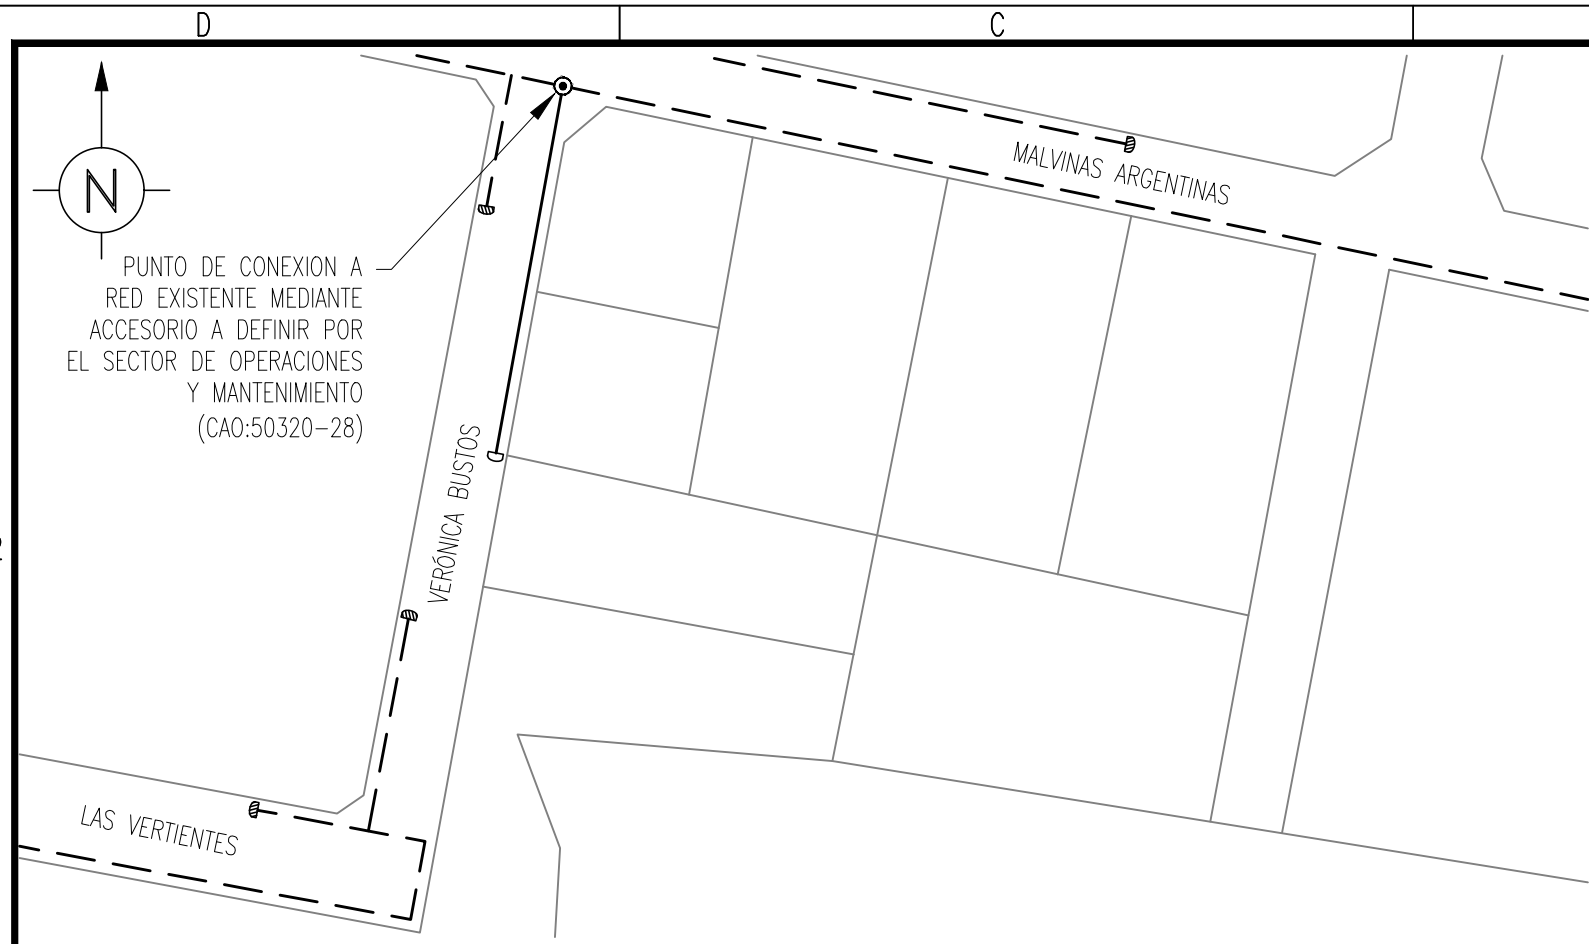 D
C
MALVINAS ARGENTINAS
N
PUNTO DE CONEXION A
RED EXISTENTE MEDIANTE
ACCESORIO A DEFINIR POR
EL SECTOR DE OPERACIONES
Y MANTENIMIENTO
(CAO:50320-28)
VERÓNICA BUSTOS
LAS VERTIENTES